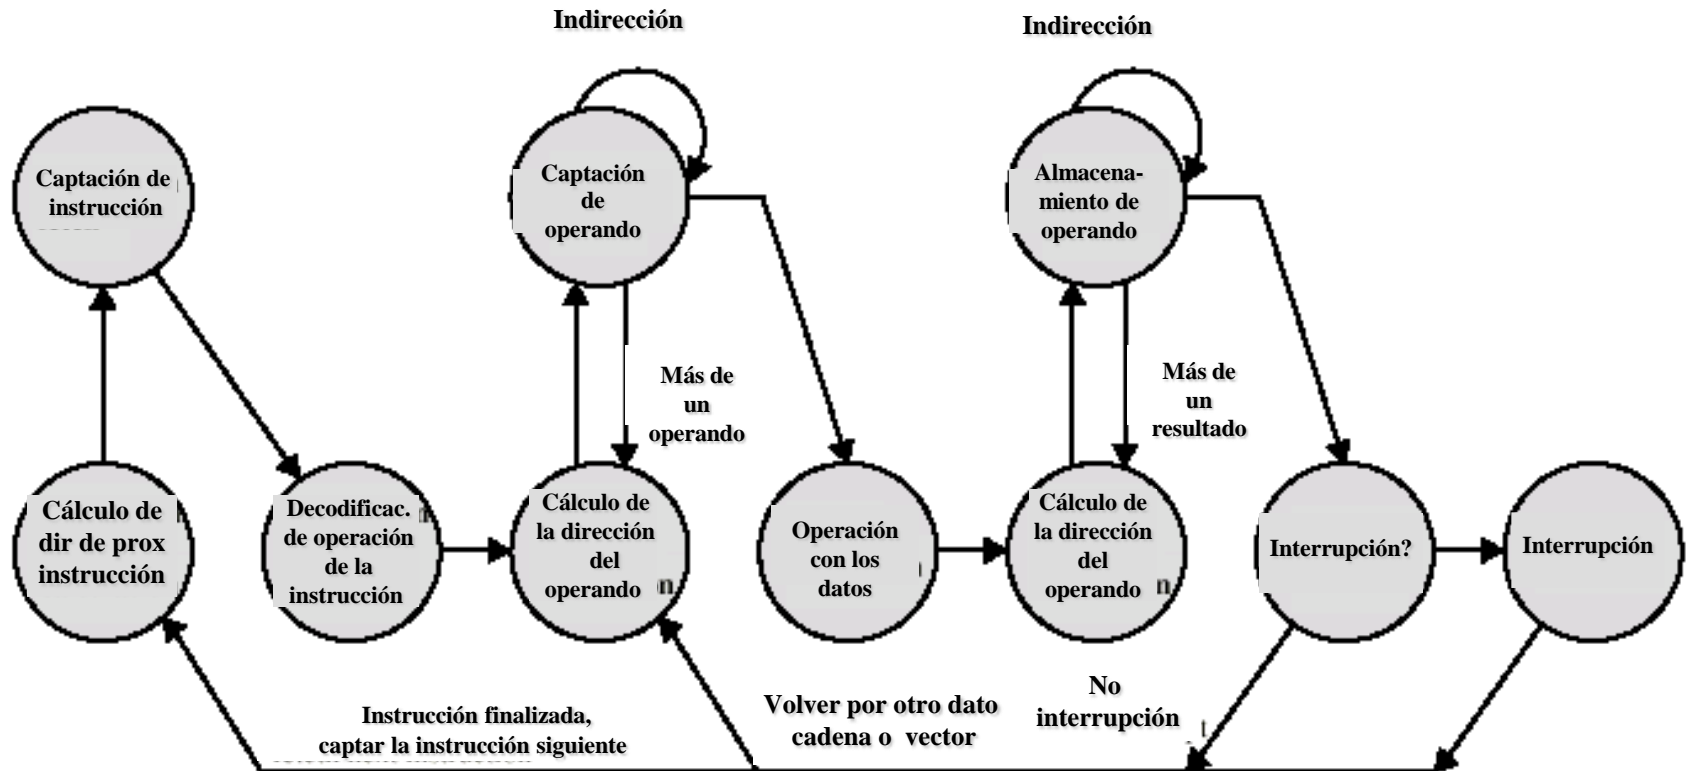 Indirección
Indirección
Captación de
instrucción
Captación
de
operando
Almacena-
miento de
operando
Más de
un
operando
Más de
un
resultado
Cálculo de
dir de prox
instrucción
Decodificac.
de operación
de la
instrucción
Cálculo de
la dirección
del
operando
Operación
con los
datos
Cálculo de
la dirección
del
operando
Interrupción?
Interrupción
Instrucción finalizada,
captar la instrucción siguiente
Volver por otro dato
cadena o vector
No
interrupción